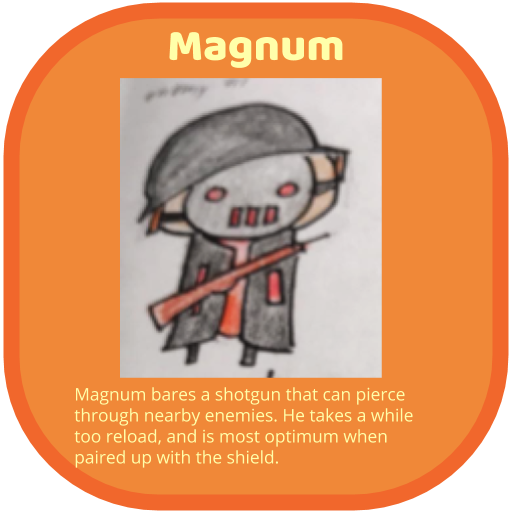 Magnum
Magnum bares a shotgun that can pierce
through nearby enemies. He takes a while
too reload, and is most optimum when
paired up with the shield.